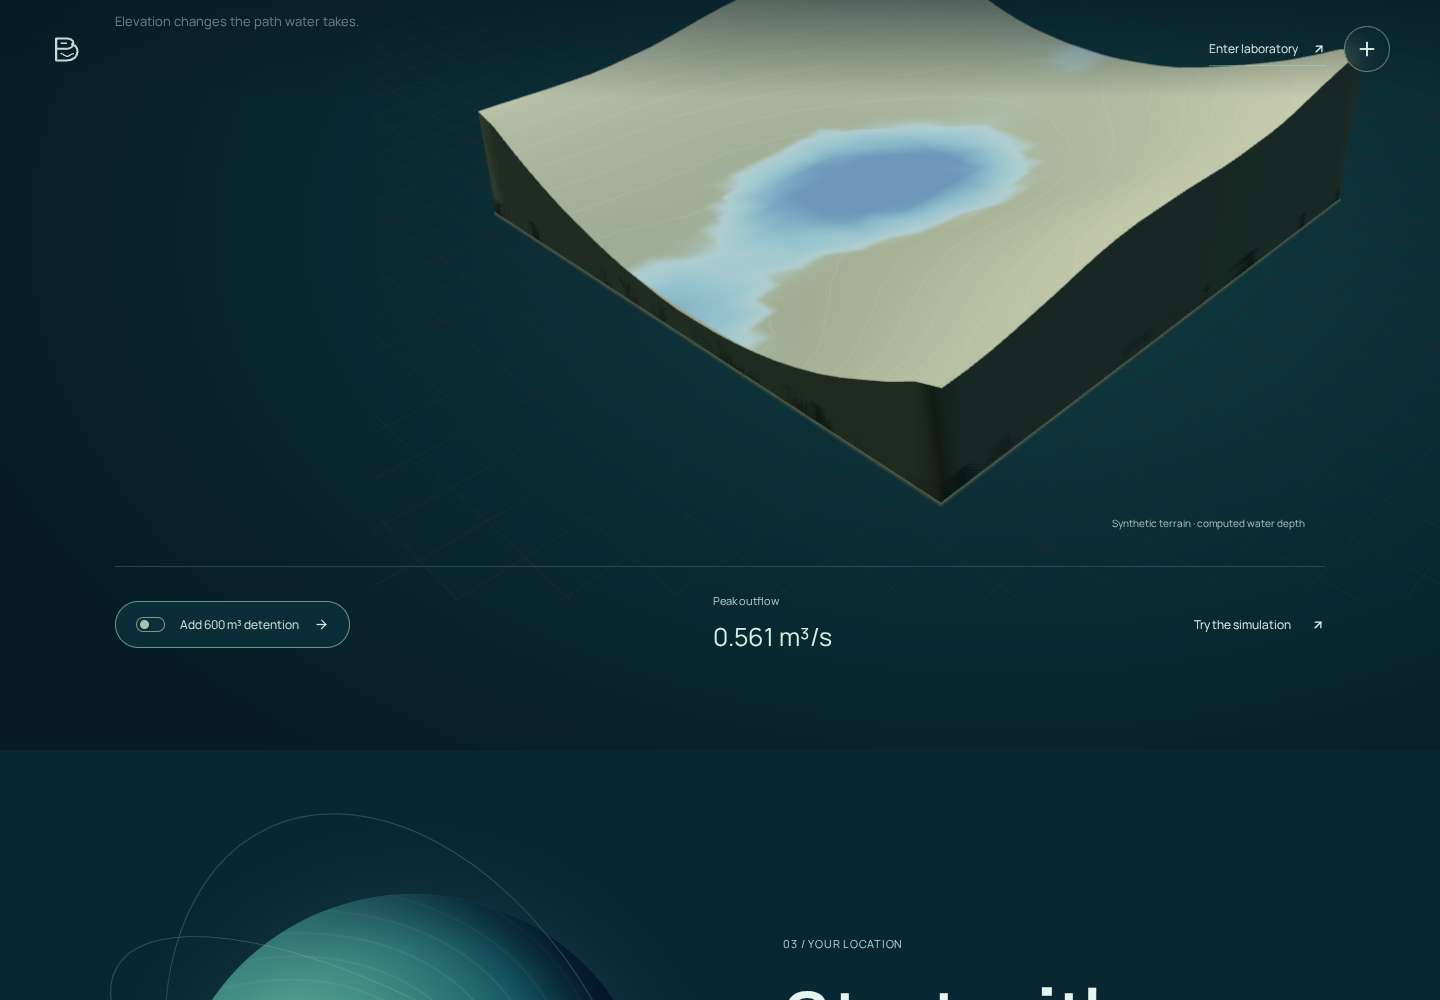 Elevation changes the path water takes.
Enter laboratory
Synthetic terrain · computed water depth
Add 600 m³ detention
Peak outflow
0.561 m³/s
Try the simulation
03 / YOUR LOCATION